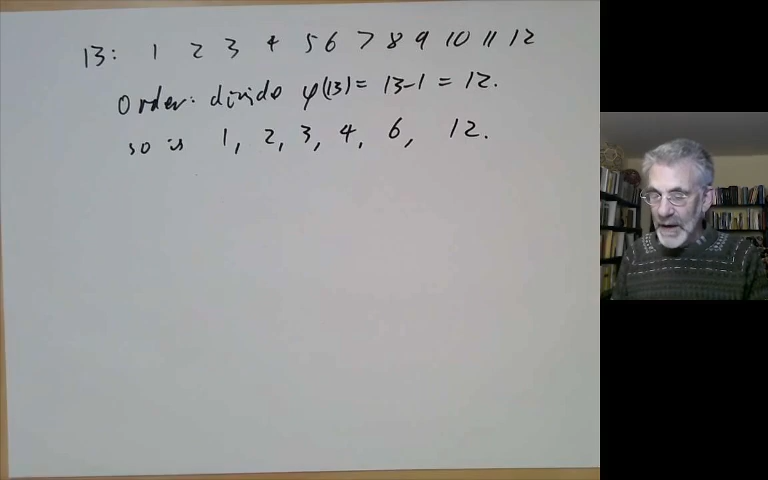 13: 1 2 3 4 5 6 7 8 9 10 11 12
Order: divide φ(13) = 13-1 = 12.
so is 1, 2, 3, 4, 6, 12.